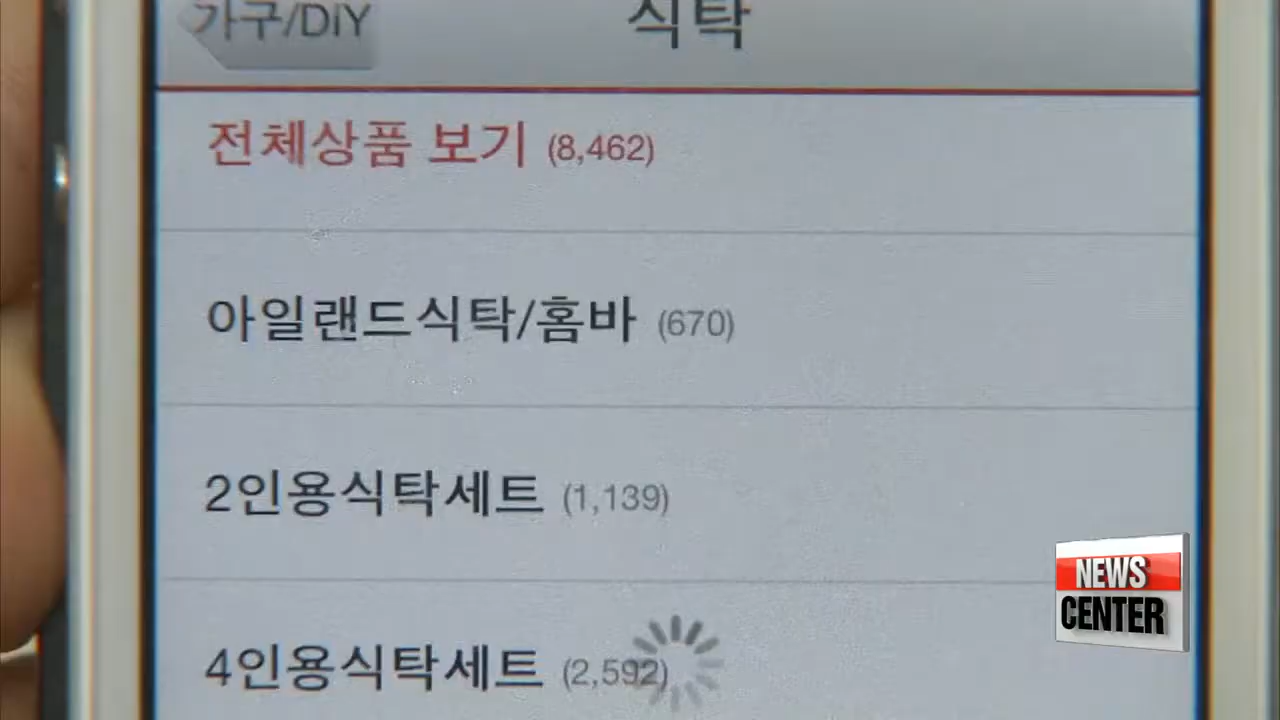 가구/DIY
식탁
전체상품 보기 (8,462)
아일랜드식탁/홈바 (670)
2인용식탁세트 (1,139)
4인용식탁세트 (2,592)
NEWS
CENTER